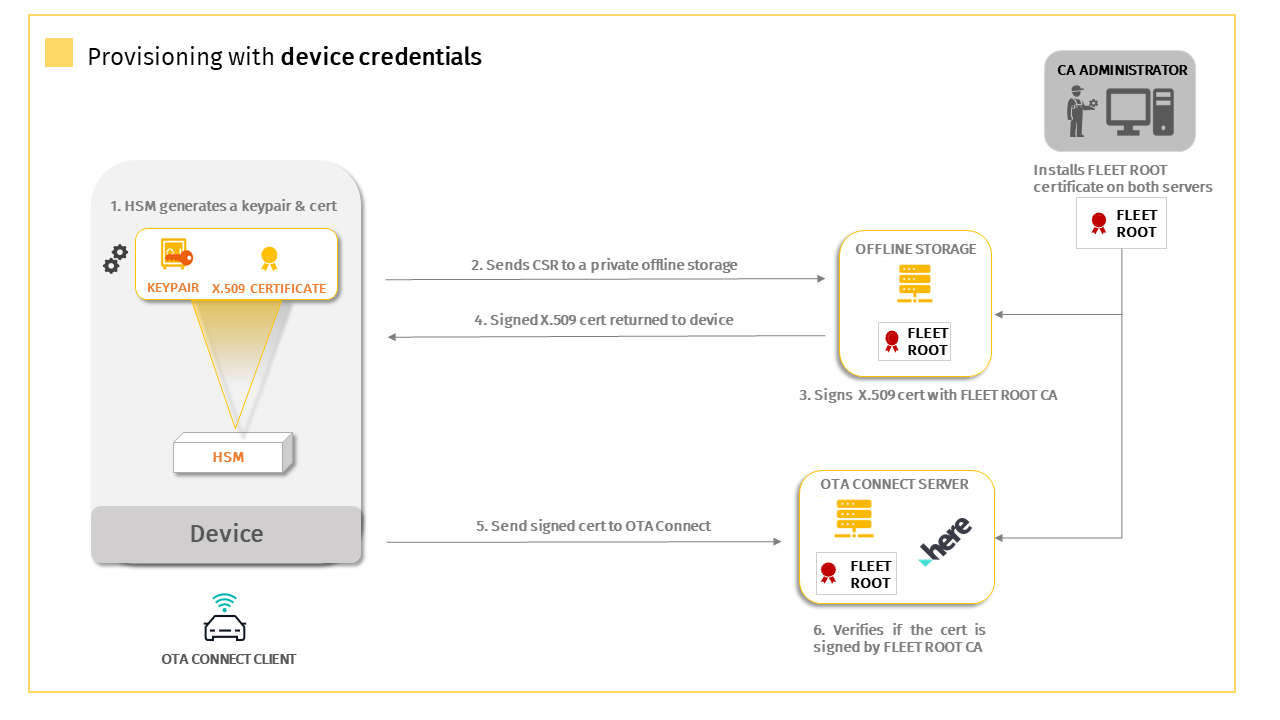 Provisioning with device credentials
CA ADMINISTRATOR
Installs FLEET ROOT
certificate on both servers
FLEET
ROOT
1. HSM generates a keypair & cert
KEYPAIR
X.509 CERTIFICATE
HSM
Device
OTA CONNECT CLIENT
2. Sends CSR to a private offline storage
4. Signed X.509 cert returned to device
OFFLINE STORAGE
FLEET
ROOT
3. Signs X.509 cert with FLEET ROOT CA
5. Send signed cert to OTA Connect
OTA CONNECT SERVER
here
FLEET
ROOT
6. Verifies if the cert is
signed by FLEET ROOT CA